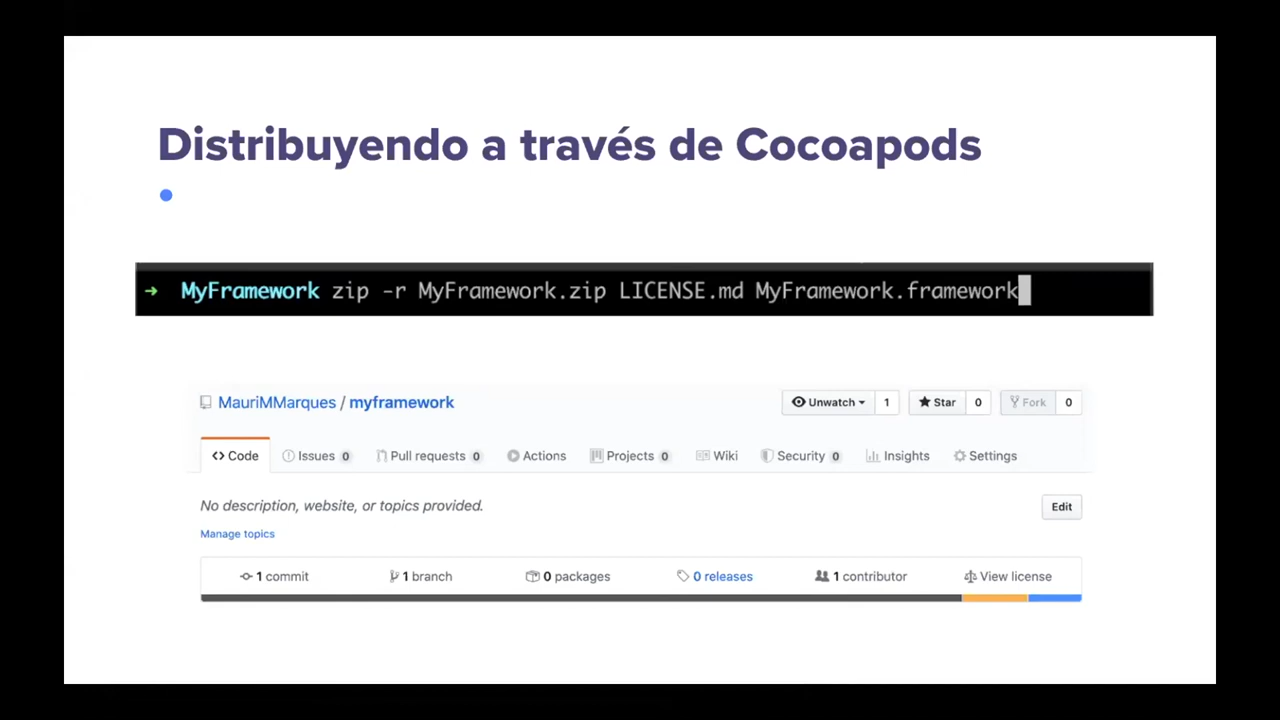 Distribuyendo a través de Cocoapods
MyFramework zip -r MyFramework.zip LICENSE.md MyFramework.framework
MauriMMarques / myframework Unwatch 1 Star 0 Fork 0
Code Issues 0 Pull requests 0 Actions Projects 0 Wiki Security 0 Insights Settings
No description, website, or topics provided. Edit
Manage topics
1 commit 1 branch 0 packages 0 releases 1 contributor View license